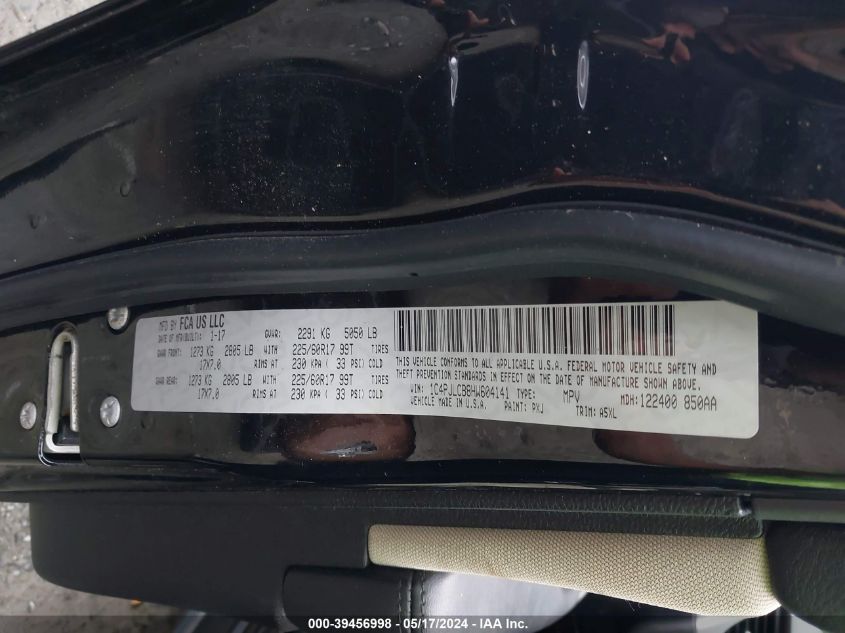 MFD BY FCA US LLC
DATE OF MFR(BUILT): 1-17 GVWR: 2291 KG 5050 LB
GAWR FRONT: 1273 KG 2805 LB WITH 225/60R17 99T TIRES
17X7.0 RIMS AT 230 KPA ( 33 PSI) COLD
GAWR REAR: 1273 KG 2805 LB WITH 225/60R17 99T TIRES
17X7.0 RIMS AT 230 KPA ( 33 PSI) COLD
THIS VEHICLE CONFORMS TO ALL APPLICABLE U.S.A. FEDERAL MOTOR VEHICLE SAFETY AND
THEFT PREVENTION STANDARDS IN EFFECT ON THE DATE OF MANUFACTURE SHOWN ABOVE.
VIN: 1C4PJLCB8HW604141 TYPE: MPV MDH: 122400 850AA
VEHICLE MADE IN U.S.A. PAINT: PXJ TRIM: A5XL
000-39456998 - 05/17/2024 - IAA Inc.